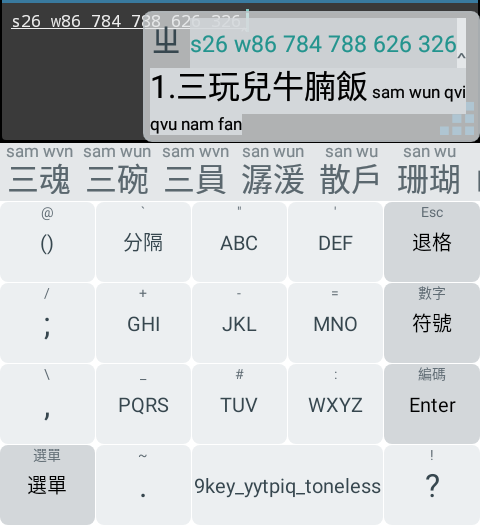 s26 w86 784 788 626 326
㞢 s26 w86 784 788 626 326‸
1.三玩兒牛腩飯 sam wun qvi
qvu nam fan
sam wvn sam wun sam wvn san wun san wu san wu
三魂 三碗 三員 潺湲 散戶 珊瑚
@ ` " ' Esc
() 分隔 ABC DEF 退格
/ + - = 數字
; GHI JKL MNO 符號
\ _ # : 編碼
, PQRS TUV WXYZ Enter
選單 ~ !
選單 . 9key_yytpiq_toneless ?